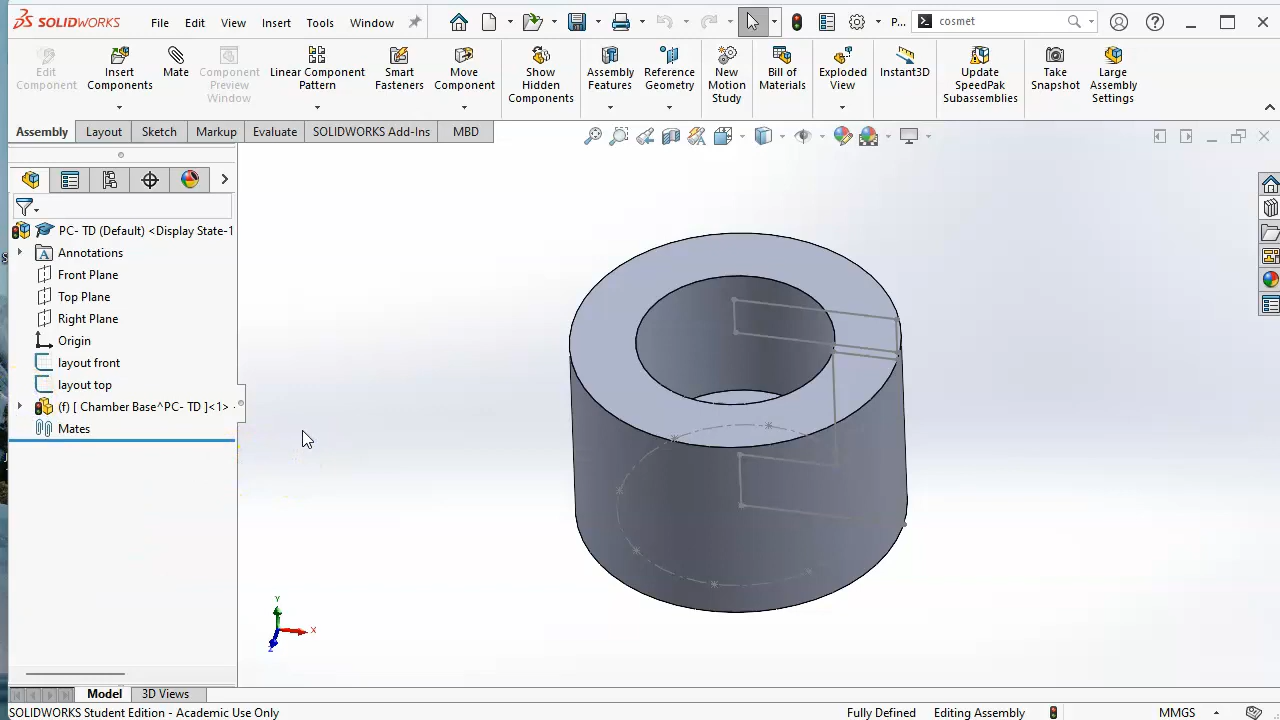 SOLIDWORKS File Edit View Insert Tools Window P... cosmet
Edit Component
Insert Components
Mate
Component Preview Window
Linear Component Pattern
Smart Fasteners
Move Component
Show Hidden Components
Assembly Features
Reference Geometry
New Motion Study
Bill of Materials
Exploded View
Instant3D
Update SpeedPak Subassemblies
Take Snapshot
Large Assembly Settings
Assembly Layout Sketch Markup Evaluate SOLIDWORKS Add-Ins MBD
PC- TD (Default) <Display State-1
Annotations
Front Plane
Top Plane
Right Plane
Origin
layout front
layout top
(f) [ Chamber Base^PC- TD ]<1>
Mates
Y
X
Z
Model 3D Views
SOLIDWORKS Student Edition - Academic Use Only Fully Defined Editing Assembly MMGS